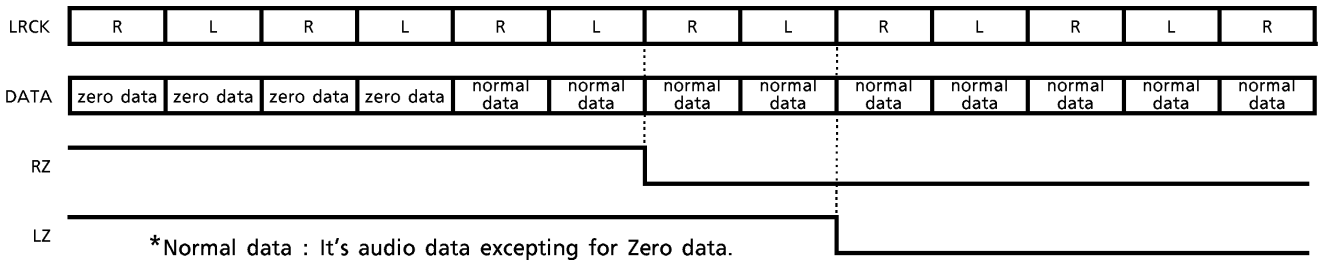 LRCK R L R L R L R L R L R L R
DATA zero data zero data zero data zero data normal data normal data normal data normal data normal data normal data normal data normal data normal data
RZ
LZ
*Normal data : It's audio data excepting for Zero data.